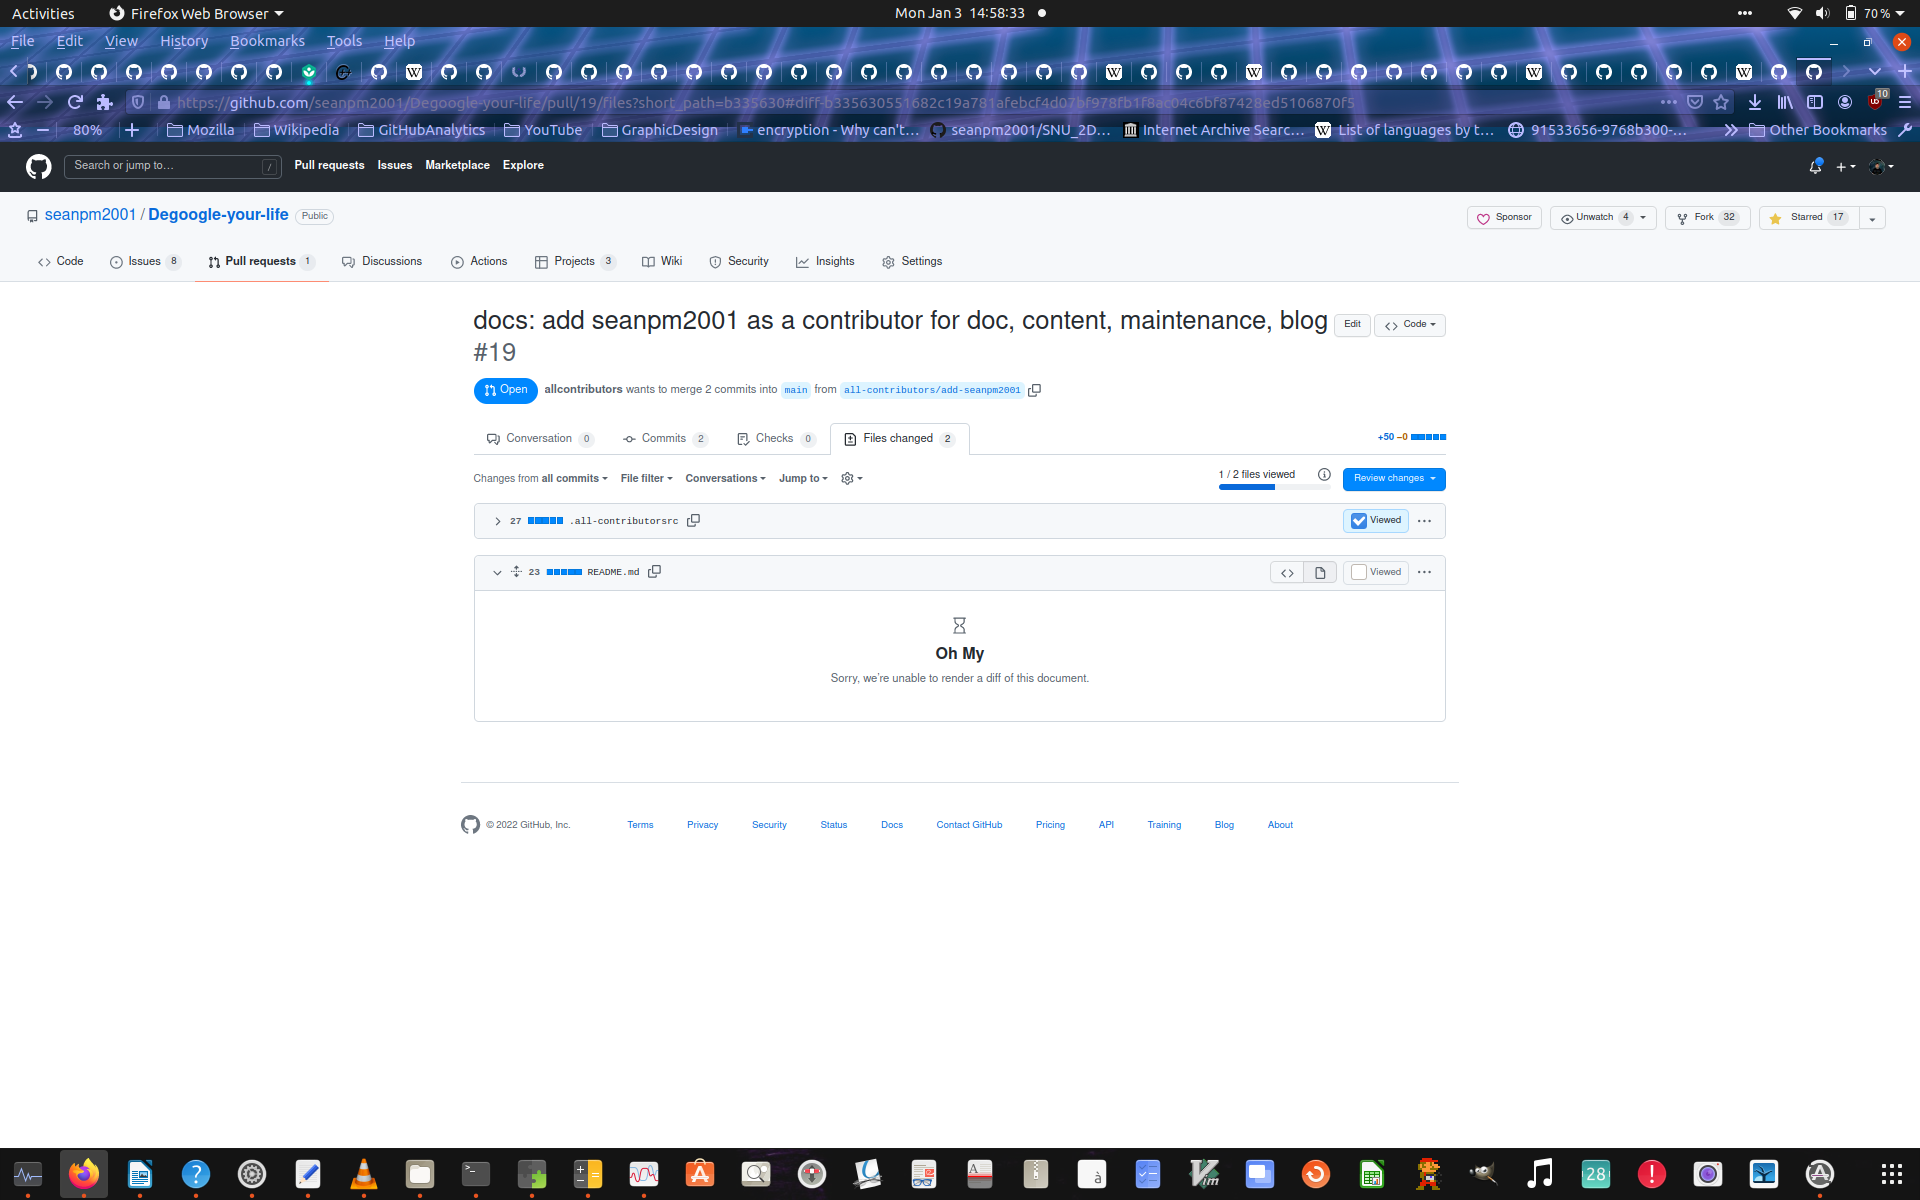 Activities Firefox Web Browser Mon Jan 3 14:58:33 70 %
File Edit View History Bookmarks Tools Help
https://github.com/seanpm2001/Degoogle-your-life/pull/19/files?short_path=b335630#diff-b335630551682c19a781afebcf4d07bf978fb1f8ac04c6bf87428ed5106870f5 10
80% Mozilla Wikipedia GitHubAnalytics YouTube GraphicDesign encryption - Why can't... seanpm2001/SNU_2D... Internet Archive Searc... List of languages by t... 91533656-9768b300-... Other Bookmarks
Search or jump to... / Pull requests Issues Marketplace Explore
seanpm2001 / Degoogle-your-life Public Sponsor Unwatch 4 Fork 32 Starred 17
Code Issues 8 Pull requests 1 Discussions Actions Projects 3 Wiki Security Insights Settings
docs: add seanpm2001 as a contributor for doc, content, maintenance, blog Edit Code
#19
Open allcontributors wants to merge 2 commits into main from all-contributors/add-seanpm2001
Conversation 0 Commits 2 Checks 0 Files changed 2 +50 −0
Changes from all commits File filter Conversations Jump to 1 / 2 files viewed Review changes
27 .all-contributorsrc Viewed
23 README.md Viewed
Oh My
Sorry, we're unable to render a diff of this document.
© 2022 GitHub, Inc. Terms Privacy Security Status Docs Contact GitHub Pricing API Training Blog About
28